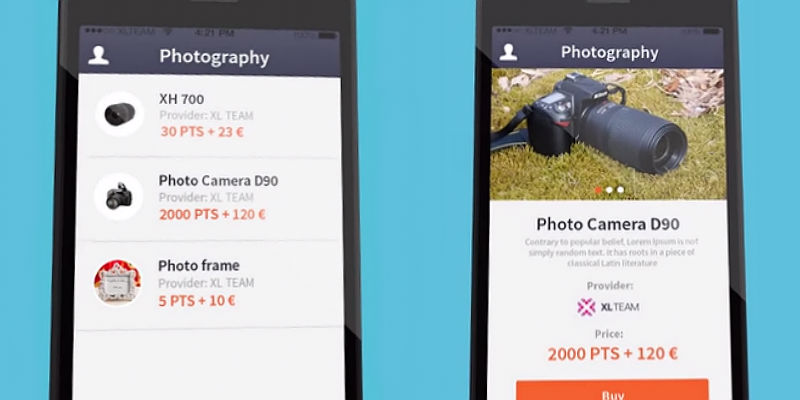 XLTEAM 4:21 PM 100%
Photography
XH 700
Provider: XL TEAM
30 PTS + 23 €
Photo Camera D90
Provider: XL TEAM
2000 PTS + 120 €
Photo frame
Provider: XL TEAM
5 PTS + 10 €
XLTEAM 4:21 PM
Photography
Photo Camera D90
Contrary to popular belief, Lorem Ipsum is not
simply random text. It has roots in a piece of
classical Latin literature
Provider:
XLTEAM
Price:
2000 PTS + 120 €
Buy